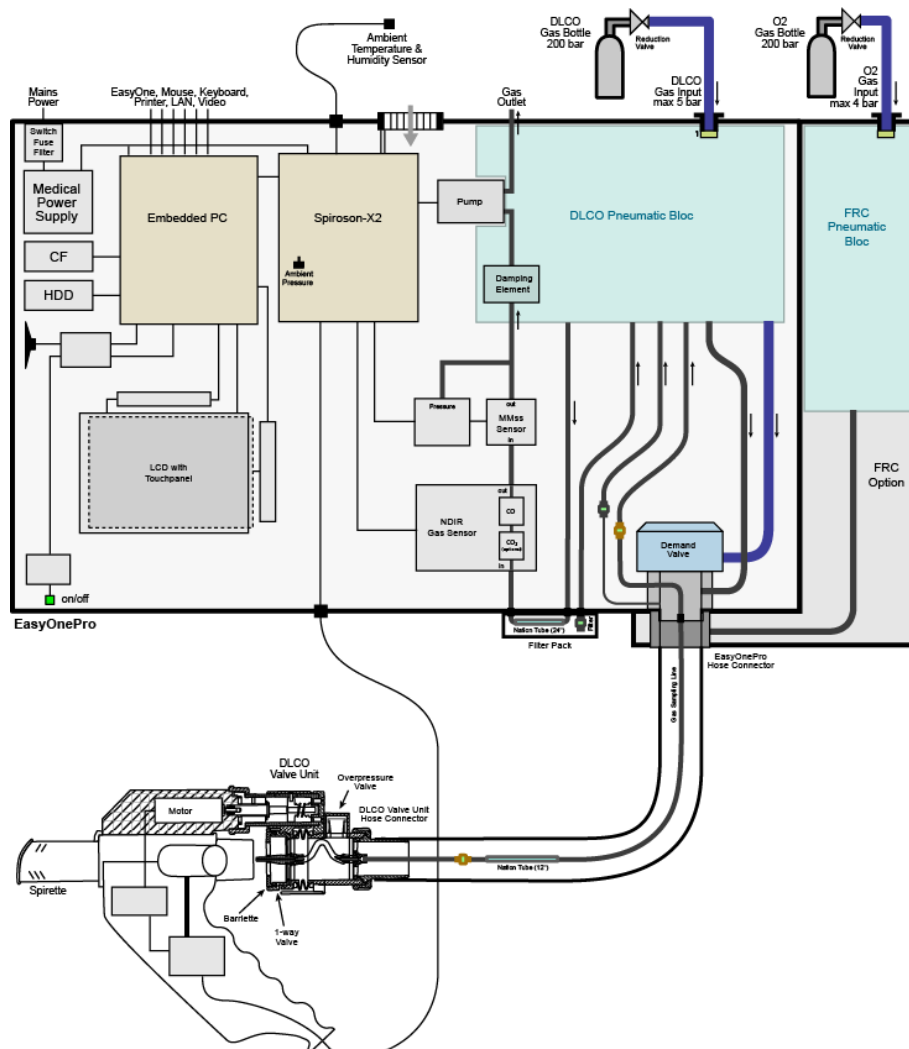 DLCO
Gas Bottle
200 bar
Reduction
Valve
O2
Gas Bottle
200 bar
Reduction
Valve
Ambient
Temperature &
Humidity Sensor
DLCO
Gas Input
max 5 bar
O2
Gas
Input
max 4 bar
Mains
Power
EasyOne, Mouse, Keyboard,
Printer, LAN, Video
Gas
Outlet
1
Switch
Fuse
Filter
Medical
Power
Supply
Embedded PC
Spiroson-X2
Pump
DLCO Pneumatic Bloc
FRC
Pneumatic
Bloc
CF
HDD
Ambient
Pressure
Damping
Element
Pressure
out
MMss
Sensor
in
LCD with
Touchpanel
FRC
Option
out
CO
NDIR
Gas Sensor
CO2
(optional)
in
Demand
Valve
on/off
EasyOnePro
Nafion Tube (24")
Filter
Filter Pack
EasyOnePro
Hose Connector
Gas Sampling Line
DLCO
Valve Unit
Overpressure
Valve
DLCO Valve Unit
Hose Connector
Motor
Nafion Tube (12")
Spirette
Barriette
1-way
Valve